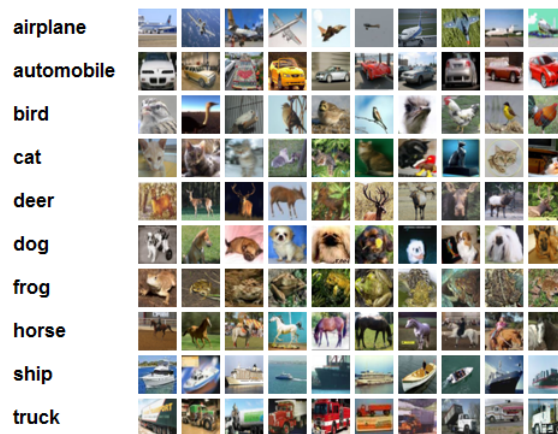 airplane
automobile
bird
cat
deer
dog
frog
horse
ship
truck